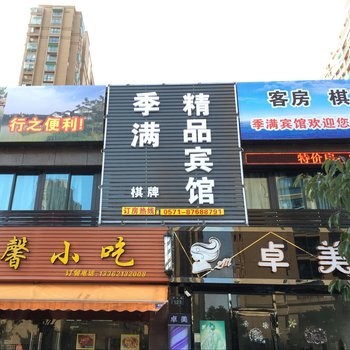 行之便利!
季满
精品宾馆
棋牌
订房热线 0571-87688791
客房 棋
季满宾馆欢迎您
特价房
馨小吃
订餐电话:13362132008
卓美
卓美